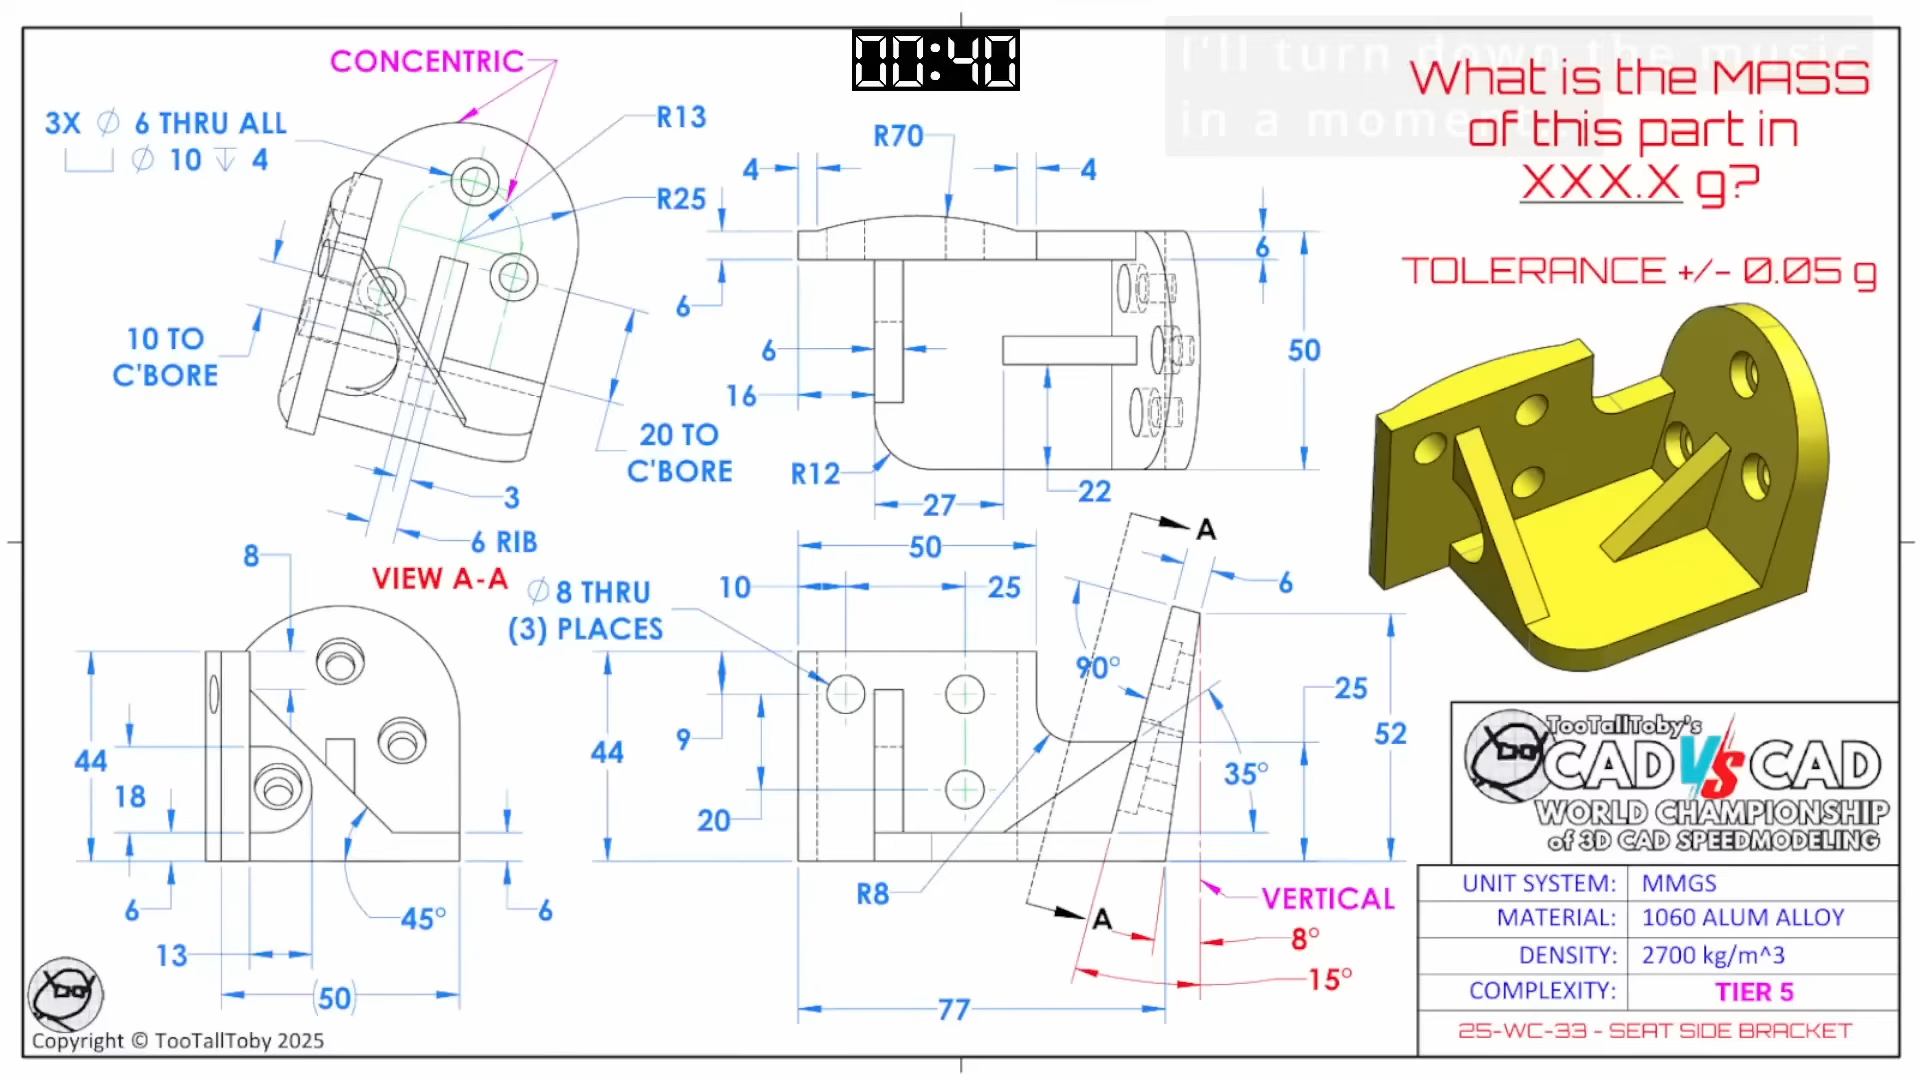 I'll turn down the music
in a moment.
00:40
What is the MASS
of this part in
XXX.X g?
TOLERANCE +/- 0.05 g
CONCENTRIC
3X ∅ 6 THRU ALL
⌴ ∅ 10 ↧ 4
R13
R25
10 TO
C'BORE
20 TO
C'BORE
3
6 RIB
VIEW A-A
R70
4
4
6
6
6
16
50
R12
27
22
8
44
18
6
13
(50)
45°
6
∅ 8 THRU
(3) PLACES
50
10
25
A
6
90°
25
52
35°
44
9
20
R8
A
VERTICAL
8°
15°
77
TooTallToby's
CAD VS CAD
WORLD CHAMPIONSHIP
of 3D CAD SPEEDMODELING
UNIT SYSTEM: MMGS
MATERIAL: 1060 ALUM ALLOY
DENSITY: 2700 kg/m^3
COMPLEXITY: TIER 5
25-WC-33 - SEAT SIDE BRACKET
Copyright © TooTallToby 2025